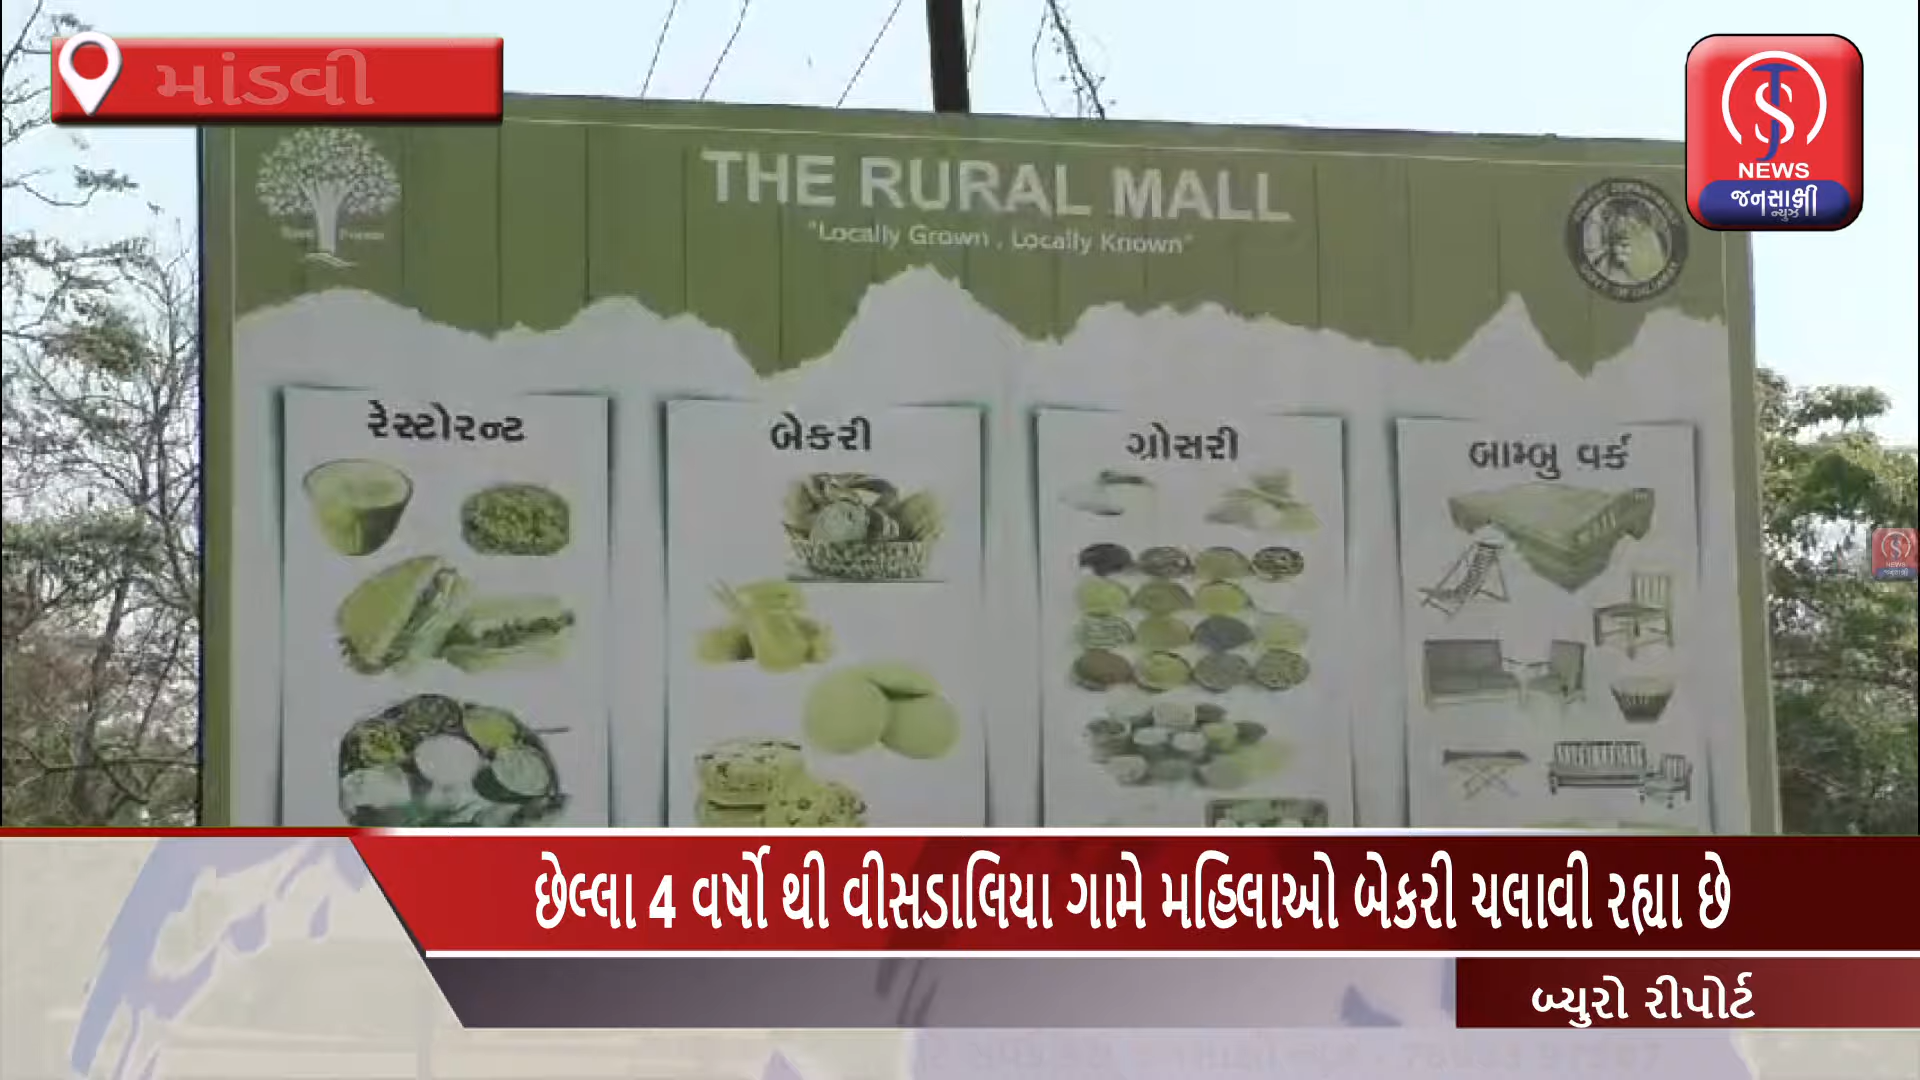 માંડવી
NEWS
જનસાક્ષી
ન્યુઝ
THE RURAL MALL
"Locally Grown, Locally Known"
રેસ્ટોરન્ટ
બેકરી
ગ્રોસરી
બામ્બુ વર્ક
છેલ્લા 4 વર્ષો થી વીસડાલિયા ગામે મહિલાઓ બેકરી ચલાવી રહ્યા છે
બ્યુરો રીપોર્ટ